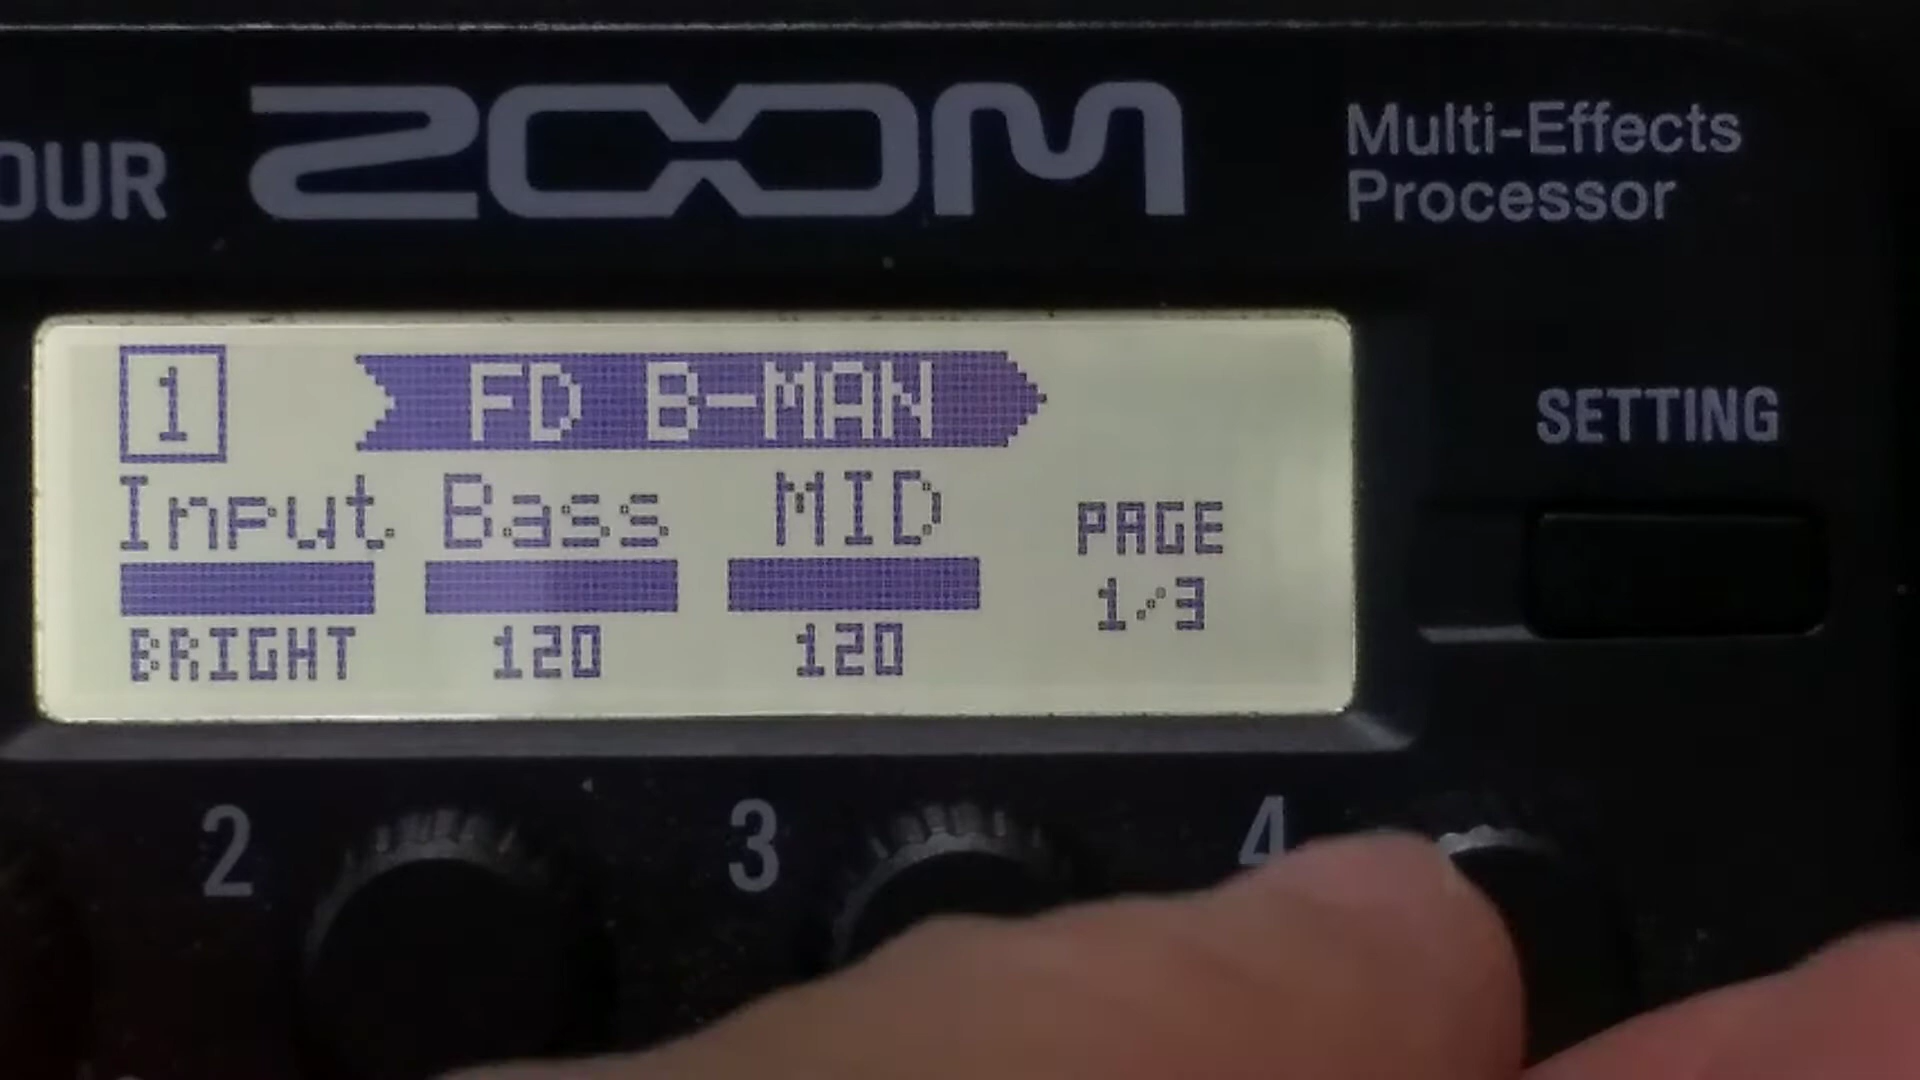 OUR ZOOM Multi-Effects
Processor
1 FD B-MAN
Input Bass MID PAGE
BRIGHT 120 120 1/3
SETTING
2 3 4